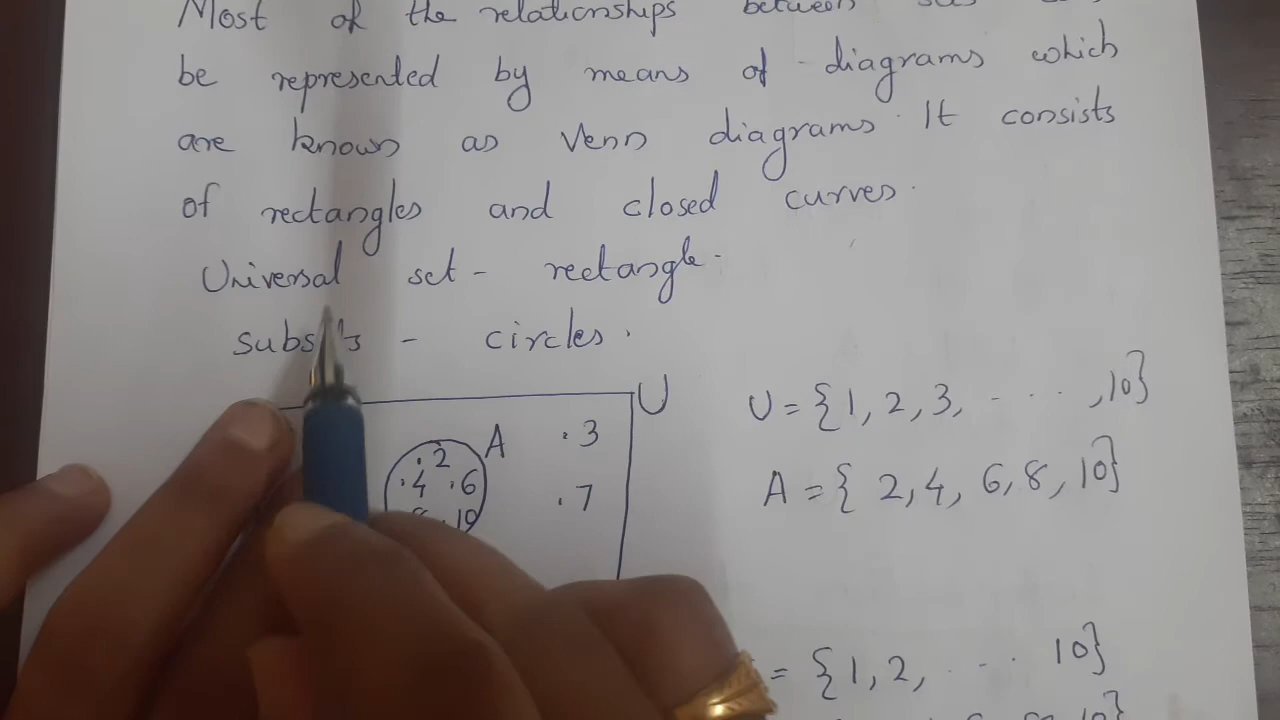 Most of the relationships between
be represented by means of diagrams which
are known as Venn diagrams. It consists
of rectangles and closed curves.
Universal set - rectangle.
subsets - circles.
U
A
.2
.4 .6
.10
.3
.7
U = {1, 2, 3, - - - , 10}
A = { 2, 4, 6, 8, 10}
= {1, 2, - - - 10}